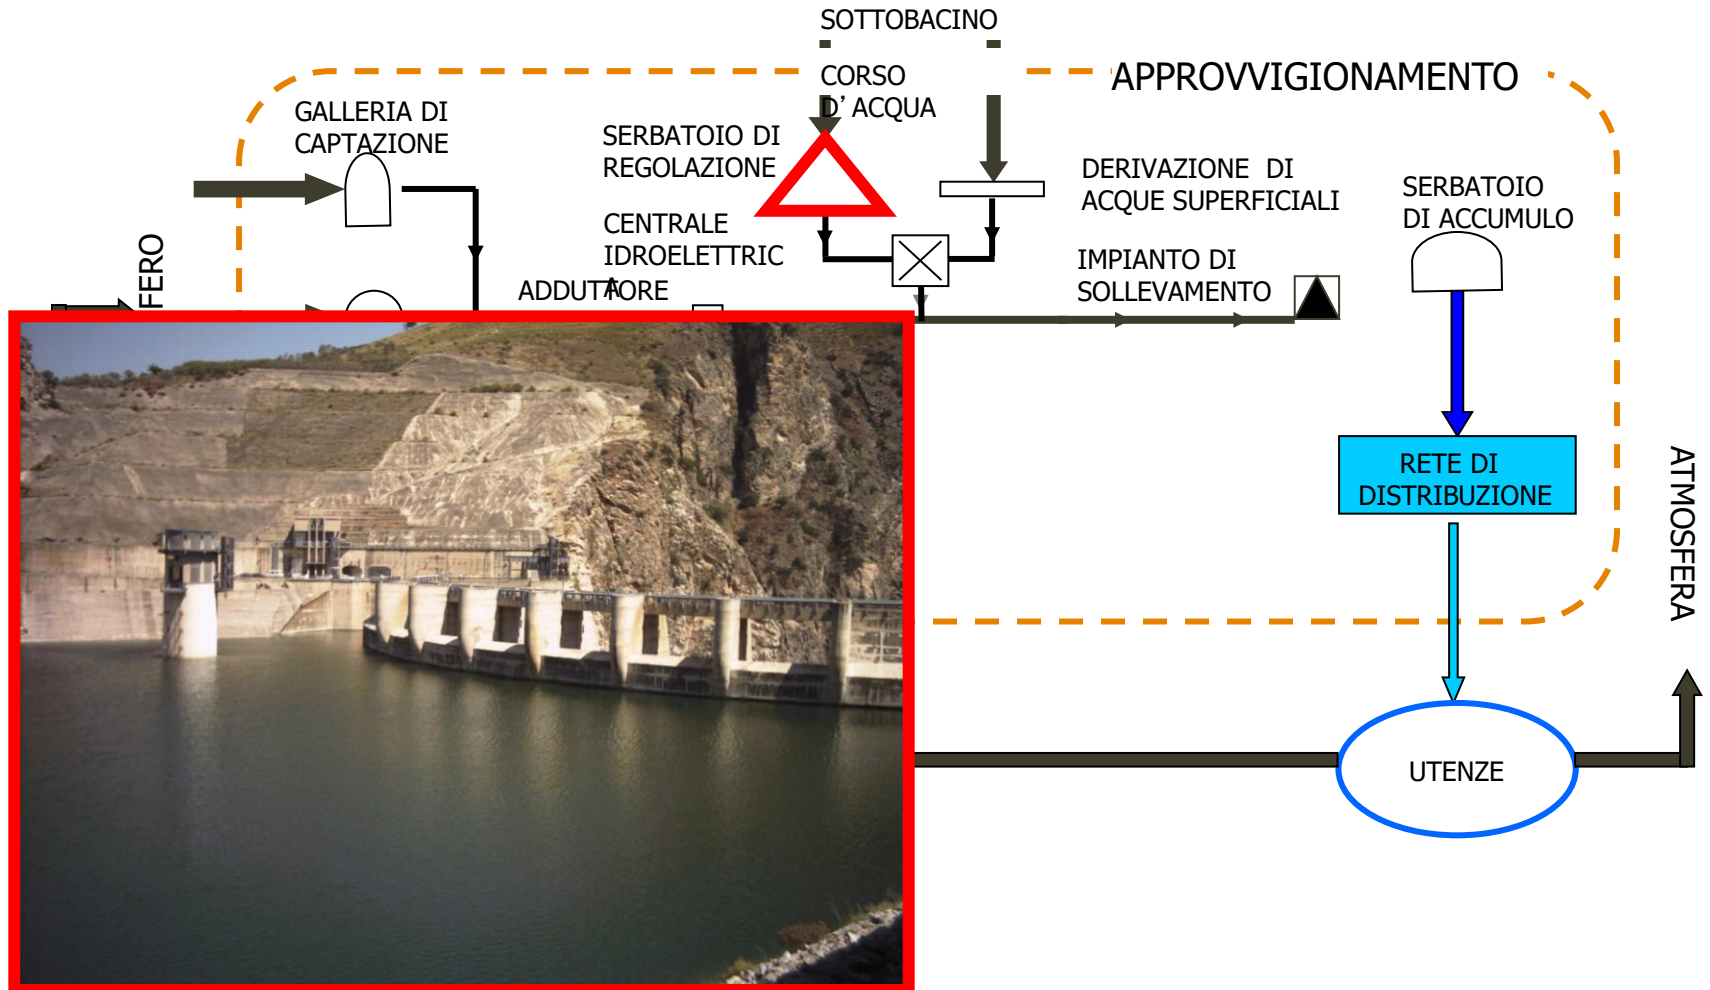 SOTTOBACINO
CORSO
D'ACQUA
APPROVVIGIONAMENTO
GALLERIA DI
CAPTAZIONE
SERBATOIO DI
REGOLAZIONE
DERIVAZIONE DI
ACQUE SUPERFICIALI
SERBATOIO
DI ACCUMULO
CENTRALE
IDROELETTRIC
A
FERO
ADDUTTORE
IMPIANTO DI
SOLLEVAMENTO
RETE DI
DISTRIBUZIONE
ATMOSFERA
UTENZE